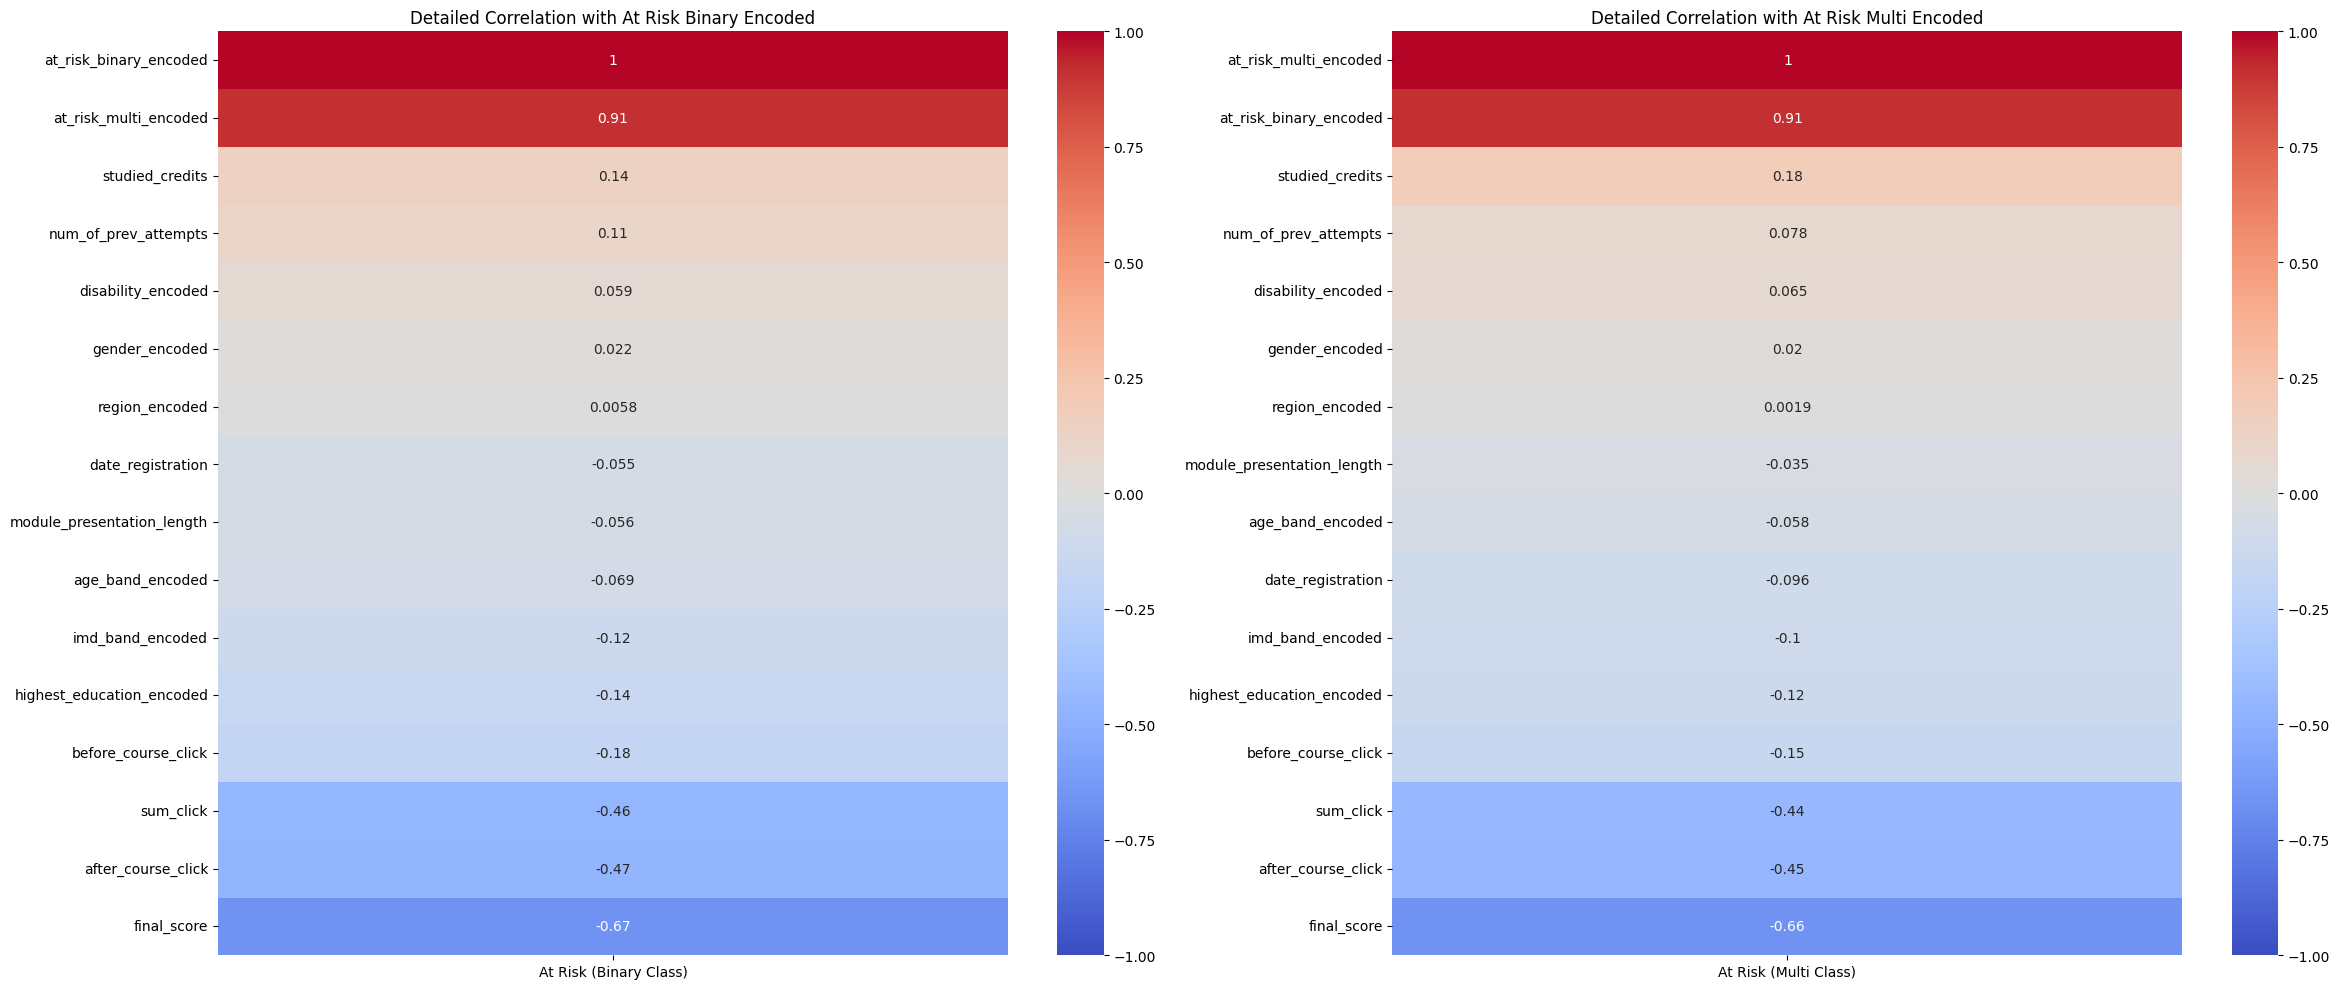 Detailed Correlation with At Risk Binary Encoded
at_risk_binary_encoded
1
at_risk_multi_encoded
0.91
studied_credits
0.14
num_of_prev_attempts
0.11
disability_encoded
0.059
gender_encoded
0.022
region_encoded
0.0058
date_registration
-0.055
module_presentation_length
-0.056
age_band_encoded
-0.069
imd_band_encoded
-0.12
highest_education_encoded
-0.14
before_course_click
-0.18
sum_click
-0.46
after_course_click
-0.47
final_score
-0.67
At Risk (Binary Class)
1.00
0.75
0.50
0.25
0.00
−0.25
−0.50
−0.75
−1.00
Detailed Correlation with At Risk Multi Encoded
at_risk_multi_encoded
1
at_risk_binary_encoded
0.91
studied_credits
0.18
num_of_prev_attempts
0.078
disability_encoded
0.065
gender_encoded
0.02
region_encoded
0.0019
module_presentation_length
-0.035
age_band_encoded
-0.058
date_registration
-0.096
imd_band_encoded
-0.1
highest_education_encoded
-0.12
before_course_click
-0.15
sum_click
-0.44
after_course_click
-0.45
final_score
-0.66
At Risk (Multi Class)
1.00
0.75
0.50
0.25
0.00
−0.25
−0.50
−0.75
−1.00